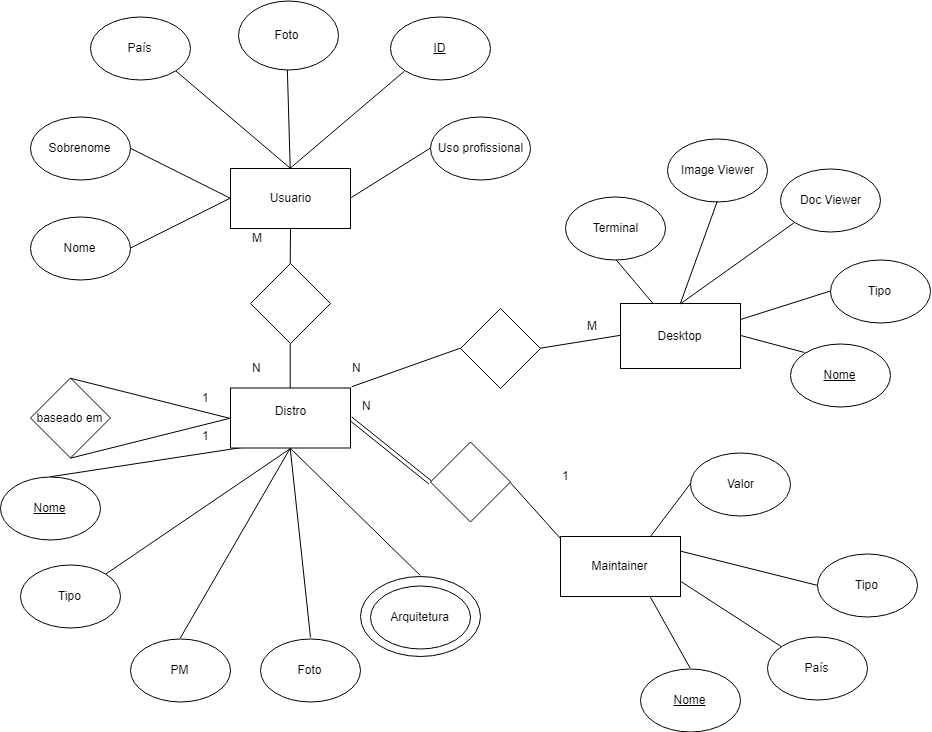 Foto
País
ID
Sobrenome
Uso profissional
Image Viewer
Usuario
Doc Viewer
Terminal
Nome
M
Tipo
M
Desktop
N
N
Nome
1
N
Distro
baseado em
1
1
Valor
Nome
Maintainer
Tipo
Tipo
Arquitetura
PM
Foto
País
Nome